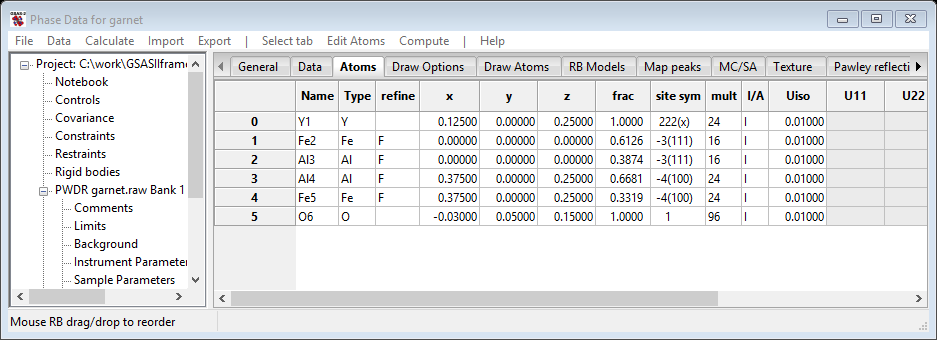 Phase Data for garnet
File Data Calculate Import Export | Select tab Edit Atoms Compute | Help
Project: C:\work\GSASIIframe
Notebook
Controls
Covariance
Constraints
Restraints
Rigid bodies
PWDR garnet.raw Bank 1
Comments
Limits
Background
Instrument Parameter
Sample Parameters
General Data Atoms Draw Options Draw Atoms RB Models Map peaks MC/SA Texture Pawley reflecti
Name Type refine x y z frac site sym mult I/A Uiso U11 U22
0 Y1 Y 0.12500 0.00000 0.25000 1.0000 222(x) 24 I 0.01000
1 Fe2 Fe F 0.00000 0.00000 0.00000 0.6126 -3(111) 16 I 0.01000
2 Al3 Al F 0.00000 0.00000 0.00000 0.3874 -3(111) 16 I 0.01000
3 Al4 Al F 0.37500 0.00000 0.25000 0.6681 -4(100) 24 I 0.01000
4 Fe5 Fe F 0.37500 0.00000 0.25000 0.3319 -4(100) 24 I 0.01000
5 O6 O -0.03000 0.05000 0.15000 1.0000 1 96 I 0.01000
Mouse RB drag/drop to reorder